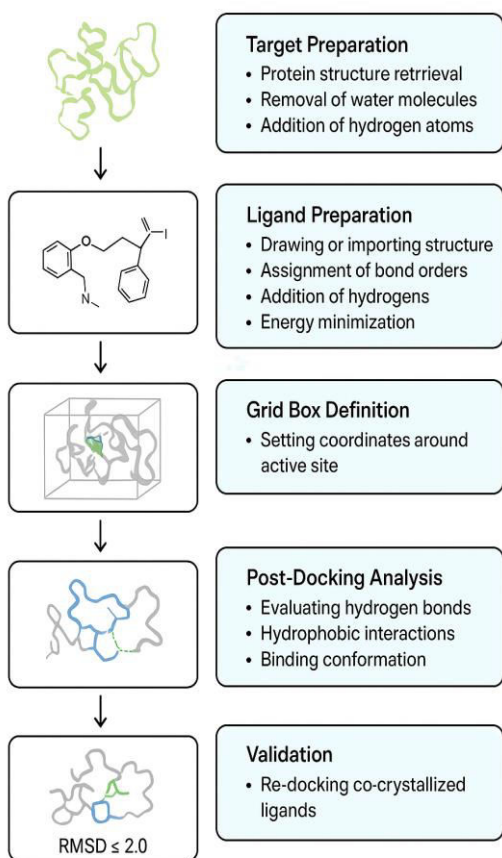 Target Preparation
• Protein structure retrrieval
• Removal of water molecules
• Addition of hydrogen atoms
O
I
N
Ligand Preparation
• Drawing or importing structure
• Assignment of bond orders
• Addition of hydrogens
• Energy minimization
Grid Box Definition
• Setting coordinates around
active site
Post-Docking Analysis
• Evaluating hydrogen bonds
• Hydrophobic interactions
• Binding conformation
RMSD ≤ 2.0
Validation
• Re-docking co-crystallized
ligands